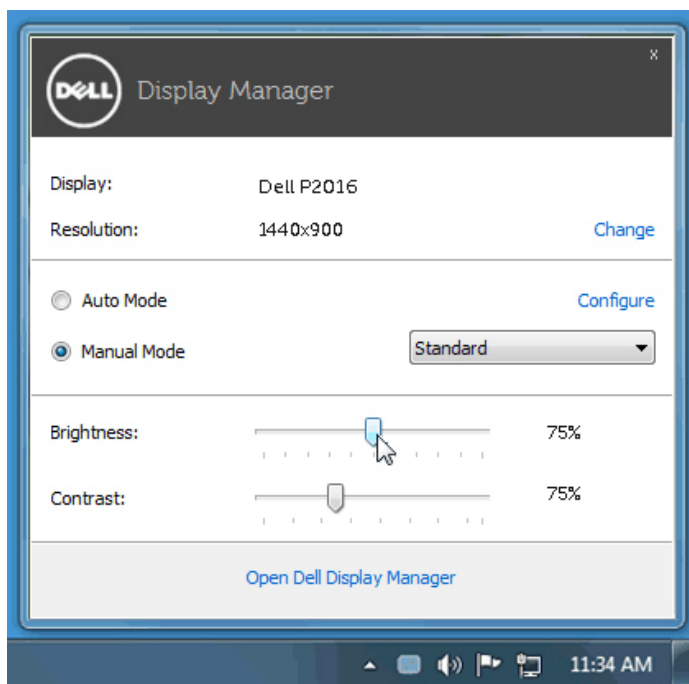 x
DELL Display Manager
Display: Dell P2016
Resolution: 1440x900 Change
Auto Mode Configure
Manual Mode Standard
Brightness: 75%
Contrast: 75%
Open Dell Display Manager
11:34 AM